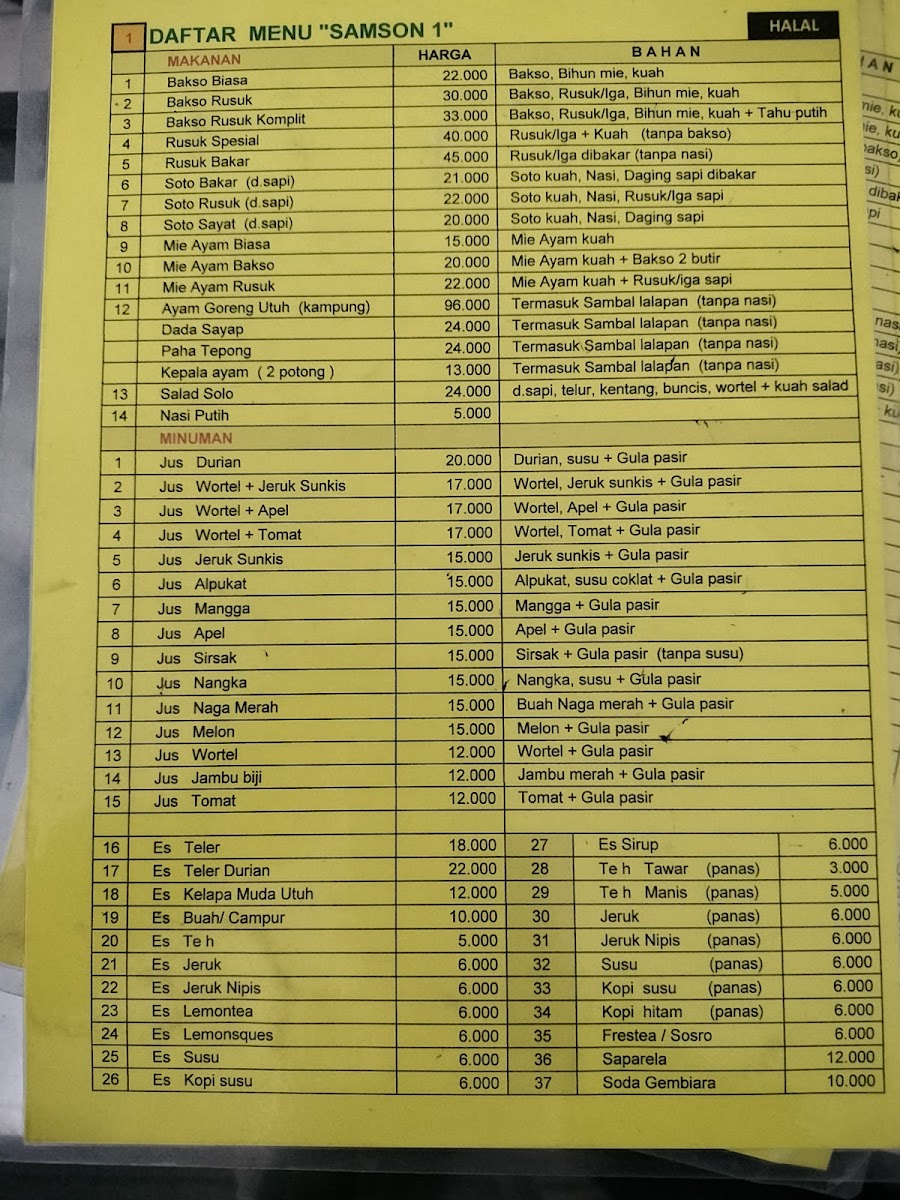 1 DAFTAR MENU "SAMSON 1" HALAL
MAKANAN HARGA BAHAN
1 Bakso Biasa 22.000 Bakso, Bihun mie, kuah
2 Bakso Rusuk 30.000 Bakso, Rusuk/Iga, Bihun mie, kuah
3 Bakso Rusuk Komplit 33.000 Bakso, Rusuk/Iga, Bihun mie, kuah + Tahu putih
4 Rusuk Spesial 40.000 Rusuk/Iga + Kuah (tanpa bakso)
5 Rusuk Bakar 45.000 Rusuk/Iga dibakar (tanpa nasi)
6 Soto Bakar (d.sapi) 21.000 Soto kuah, Nasi, Daging sapi dibakar
7 Soto Rusuk (d.sapi) 22.000 Soto kuah, Nasi, Rusuk/Iga sapi
8 Soto Sayat (d.sapi) 20.000 Soto kuah, Nasi, Daging sapi
9 Mie Ayam Biasa 15.000 Mie Ayam kuah
10 Mie Ayam Bakso 20.000 Mie Ayam kuah + Bakso 2 butir
11 Mie Ayam Rusuk 22.000 Mie Ayam kuah + Rusuk/iga sapi
12 Ayam Goreng Utuh (kampung) 96.000 Termasuk Sambal lalapan (tanpa nasi)
Dada Sayap 24.000 Termasuk Sambal lalapan (tanpa nasi)
Paha Tepong 24.000 Termasuk Sambal lalapan (tanpa nasi)
Kepala ayam ( 2 potong ) 13.000 Termasuk Sambal lalapan (tanpa nasi)
13 Salad Solo 24.000 d.sapi, telur, kentang, buncis, wortel + kuah salad
14 Nasi Putih 5.000
MINUMAN
1 Jus Durian 20.000 Durian, susu + Gula pasir
2 Jus Wortel + Jeruk Sunkis 17.000 Wortel, Jeruk sunkis + Gula pasir
3 Jus Wortel + Apel 17.000 Wortel, Apel + Gula pasir
4 Jus Wortel + Tomat 17.000 Wortel, Tomat + Gula pasir
5 Jus Jeruk Sunkis 15.000 Jeruk sunkis + Gula pasir
6 Jus Alpukat 15.000 Alpukat, susu coklat + Gula pasir
7 Jus Mangga 15.000 Mangga + Gula pasir
8 Jus Apel 15.000 Apel + Gula pasir
9 Jus Sirsak 15.000 Sirsak + Gula pasir (tanpa susu)
10 Jus Nangka 15.000 Nangka, susu + Gula pasir
11 Jus Naga Merah 15.000 Buah Naga merah + Gula pasir
12 Jus Melon 15.000 Melon + Gula pasir
13 Jus Wortel 12.000 Wortel + Gula pasir
14 Jus Jambu biji 12.000 Jambu merah + Gula pasir
15 Jus Tomat 12.000 Tomat + Gula pasir
16 Es Teler 18.000 27 Es Sirup 6.000
17 Es Teler Durian 22.000 28 Te h Tawar (panas) 3.000
18 Es Kelapa Muda Utuh 12.000 29 Te h Manis (panas) 5.000
19 Es Buah/ Campur 10.000 30 Jeruk (panas) 6.000
20 Es Te h 5.000 31 Jeruk Nipis (panas) 6.000
21 Es Jeruk 6.000 32 Susu (panas) 6.000
22 Es Jeruk Nipis 6.000 33 Kopi susu (panas) 6.000
23 Es Lemontea 6.000 34 Kopi hitam (panas) 6.000
24 Es Lemonsques 6.000 35 Frestea / Sosro 6.000
25 Es Susu 6.000 36 Saparela 12.000
26 Es Kopi susu 6.000 37 Soda Gembiara 10.000